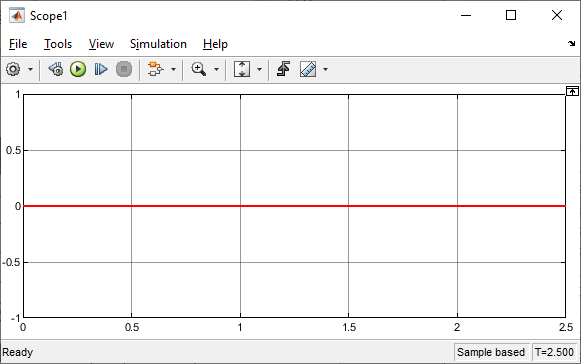 Scope1
File Tools View Simulation Help
1
0.5
0
-0.5
-1
0 0.5 1 1.5 2 2.5
Ready Sample based T=2.500